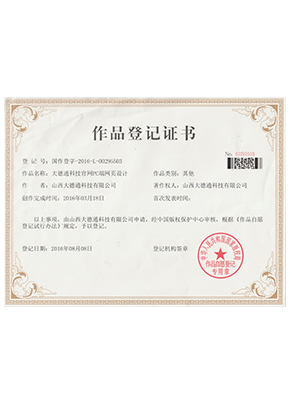 作品登记证书
No.
登 记 号：国作登字-2016-L-00295503
作品名称：大德通科技官网PC端网页设计 作品类别：其他
作 者：山西大德通科技有限公司 著作权人：山西大德通科技有限公司
创作完成时间：2016年03月18日 首次发表时间：
以上事项，由山西大德通科技有限公司申请，经中国版权保护中心审核，根据《作品自愿
登记试行办法》规定，予以登记。
登记日期：2016年08月08日 登记机构签章
中华人民共和国国家版权局
作品自愿登记
专用章